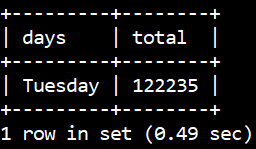 +---------+--------+
| days    | total  |
+---------+--------+
| Tuesday | 122235 |
+---------+--------+
1 row in set (0.49 sec)